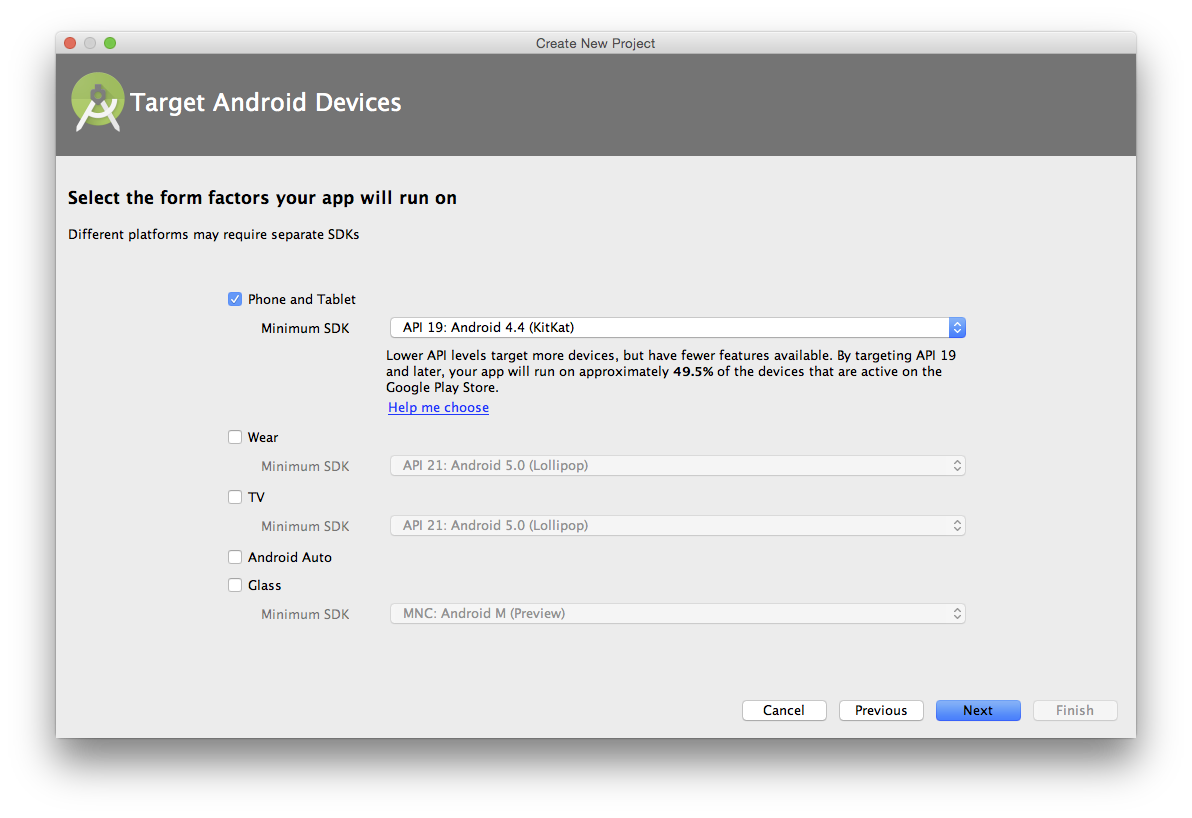 Create New Project
Target Android Devices
Select the form factors your app will run on
Different platforms may require separate SDKs
Phone and Tablet
Minimum SDK API 19: Android 4.4 (KitKat)
Lower API levels target more devices, but have fewer features available. By targeting API 19
and later, your app will run on approximately 49.5% of the devices that are active on the
Google Play Store.
Help me choose
Wear
Minimum SDK API 21: Android 5.0 (Lollipop)
TV
Minimum SDK API 21: Android 5.0 (Lollipop)
Android Auto
Glass
Minimum SDK MNC: Android M (Preview)
Cancel Previous Next Finish